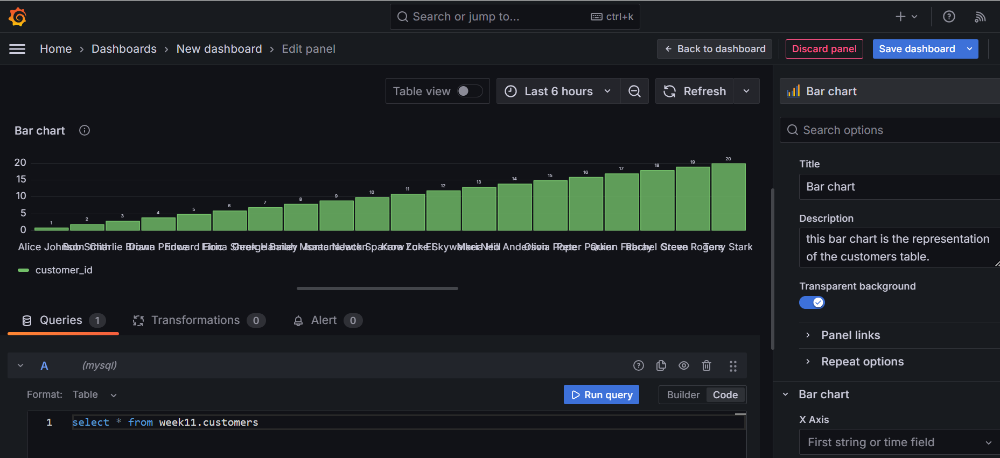 Search or jump to... ctrl+k
Home › Dashboards › New dashboard › Edit panel
Back to dashboard
Discard panel
Save dashboard
Table view
Last 6 hours
Refresh
Bar chart
20
15
10
5
0
1 2 3 4 5 6 7 8 9 10 11 12 13 14 15 16 17 18 19 20
Alice Tony Stark
customer_id
Queries 1
Transformations 0
Alert 0
A (mysql)
Format: Table
Run query
Builder Code
1 select * from week11.customers
Bar chart
Search options
Title
Bar chart
Description
this bar chart is the representation
of the customers table.
Transparent background
Panel links
Repeat options
Bar chart
X Axis
First string or time field